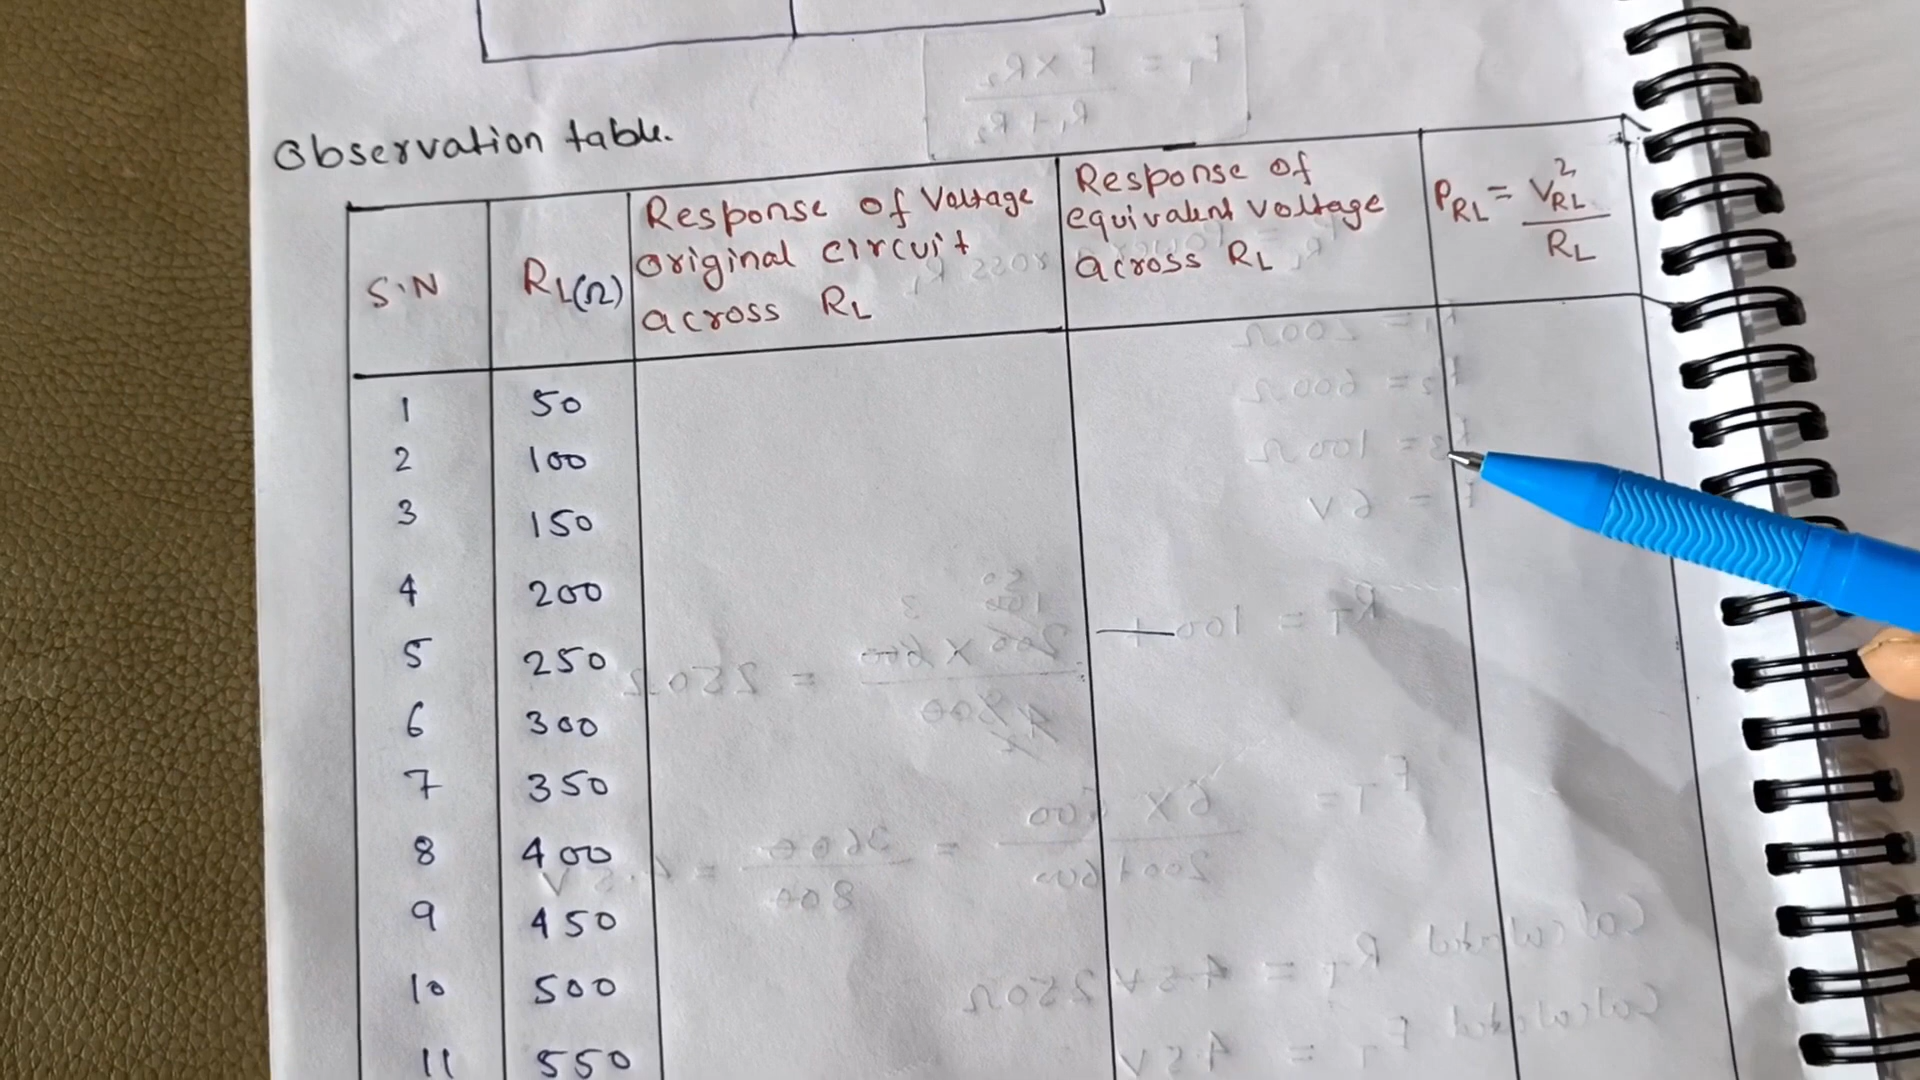 Observation table.
S.N
RL(Ω)
Response of Voltage
original circuit
across RL
Response of
equivalent voltage
across RL
PRL = V²RL
RL
1 50
2 100
3 150
4 200
5 250
6 300
7 350
8 400
9 450
10 500
11 550